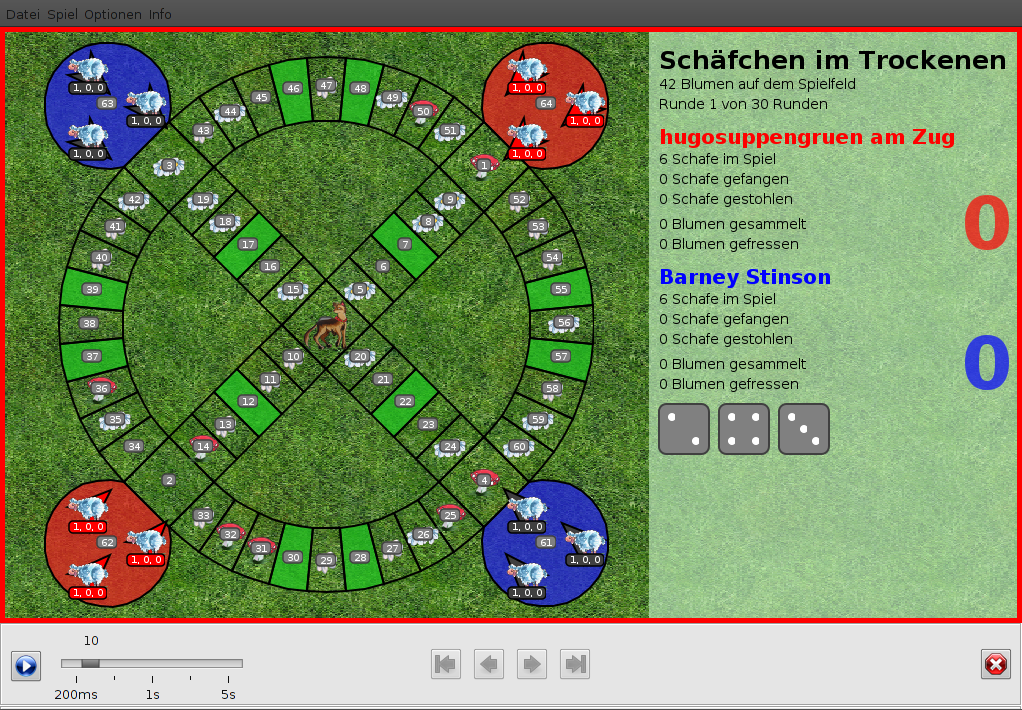 Datei Spiel Optionen Info
Schäfchen im Trockenen
42 Blumen auf dem Spielfeld
Runde 1 von 30 Runden
hugosuppengruen am Zug
6 Schafe im Spiel
0 Schafe gefangen
0 Schafe gestohlen
0 Blumen gesammelt
0 Blumen gefressen
0
Barney Stinson
6 Schafe im Spiel
0 Schafe gefangen
0 Schafe gestohlen
0 Blumen gesammelt
0 Blumen gefressen
0
1, 0, 0
63
1, 0, 0
1, 0, 0
1, 0, 0
64
1, 0, 0
1, 0, 0
46 47 48
45 49
44 50
43 51
3 1
42 19 9 52
41 18 8 53
40 17 7 54
16 6
39 15 5 55
38 56
37 10 20 57
36 11 21 58
12 22
35 13 23 59
34 14 24 60
2 4
33 25
32 26
31 27
30 29 28
1, 0, 0
62
1, 0, 0
1, 0, 0
1, 0, 0
61
1, 0, 0
1, 0, 0
10
200ms 1s 5s